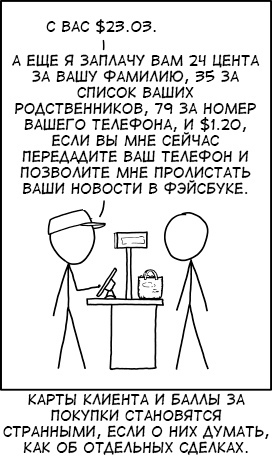 С ВАС $23.03.
А ЕЩЕ Я ЗАПЛАЧУ ВАМ 24 ЦЕНТА
ЗА ВАШУ ФАМИЛИЮ, 35 ЗА
СПИСОК ВАШИХ
РОДСТВЕННИКОВ, 79 ЗА НОМЕР
ВАШЕГО ТЕЛЕФОНА, И $1.20,
ЕСЛИ ВЫ МНЕ СЕЙЧАС
ПЕРЕДАДИТЕ ВАШ ТЕЛЕФОН И
ПОЗВОЛИТЕ МНЕ ПРОЛИСТАТЬ
ВАШИ НОВОСТИ В ФЭЙСБУКЕ.
КАРТЫ КЛИЕНТА И БАЛЛЫ ЗА
ПОКУПКИ СТАНОВЯТСЯ
СТРАННЫМИ, ЕСЛИ О НИХ ДУМАТЬ,
КАК ОБ ОТДЕЛЬНЫХ СДЕЛКАХ.